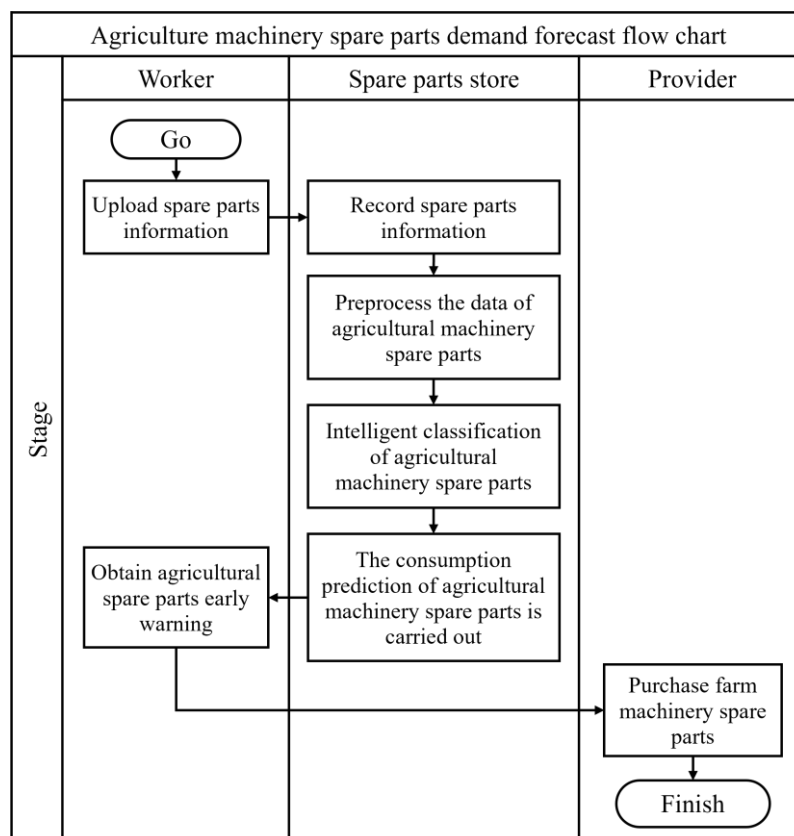 Agriculture machinery spare parts demand forecast flow chart
Stage
Worker
Spare parts store
Provider
Go
Upload spare parts
information
Record spare parts
information
Preprocess the data of
agricultural machinery
spare parts
Intelligent classification
of agricultural
machinery spare parts
The consumption
prediction of agricultural
machinery spare parts is
carried out
Obtain agricultural
spare parts early
warning
Purchase farm
machinery spare
parts
Finish